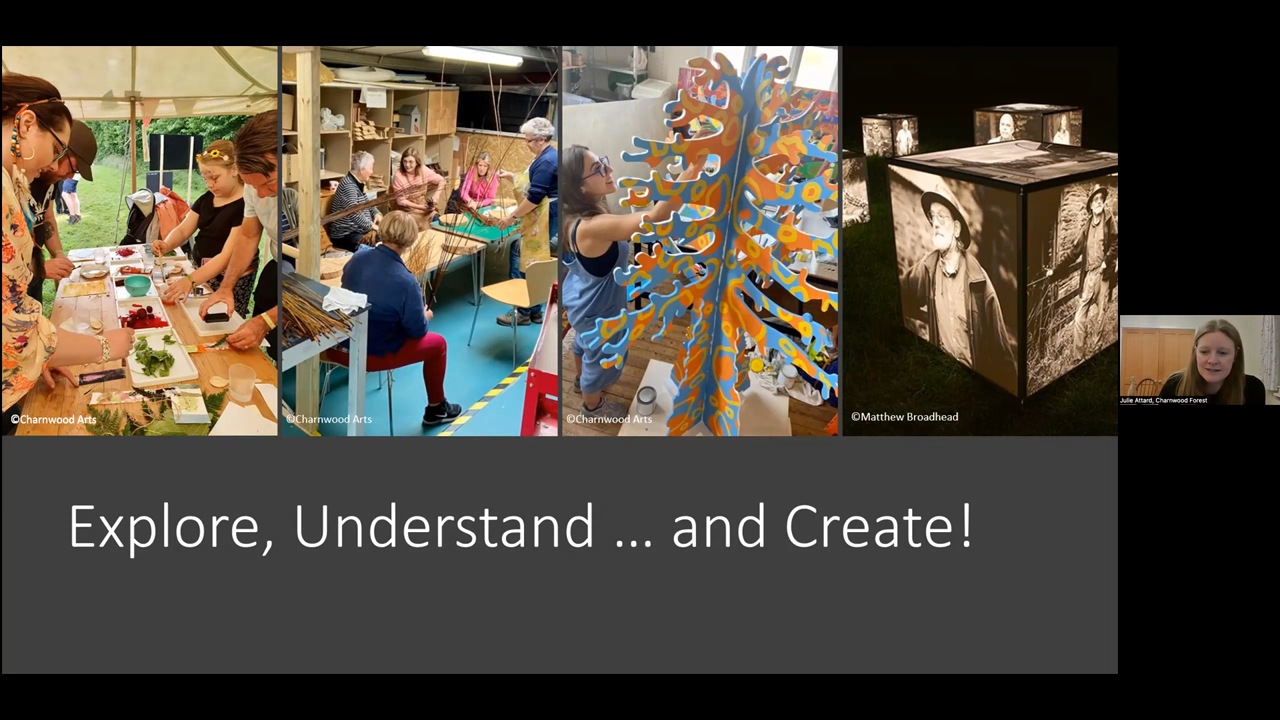 ©Charnwood Arts
©Charnwood Arts
©Charnwood Arts
©Matthew Broadhead
Julie Attard, Charnwood Forest
Explore, Understand ... and Create!